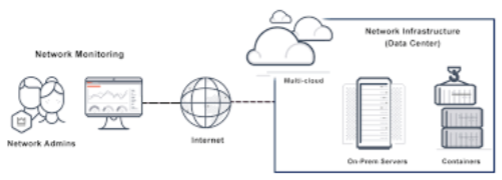 Network Monitoring
Network Infrastructure
(Data Center)
Multi-cloud
Network Admins
Internet
On-Prem Servers
Containers